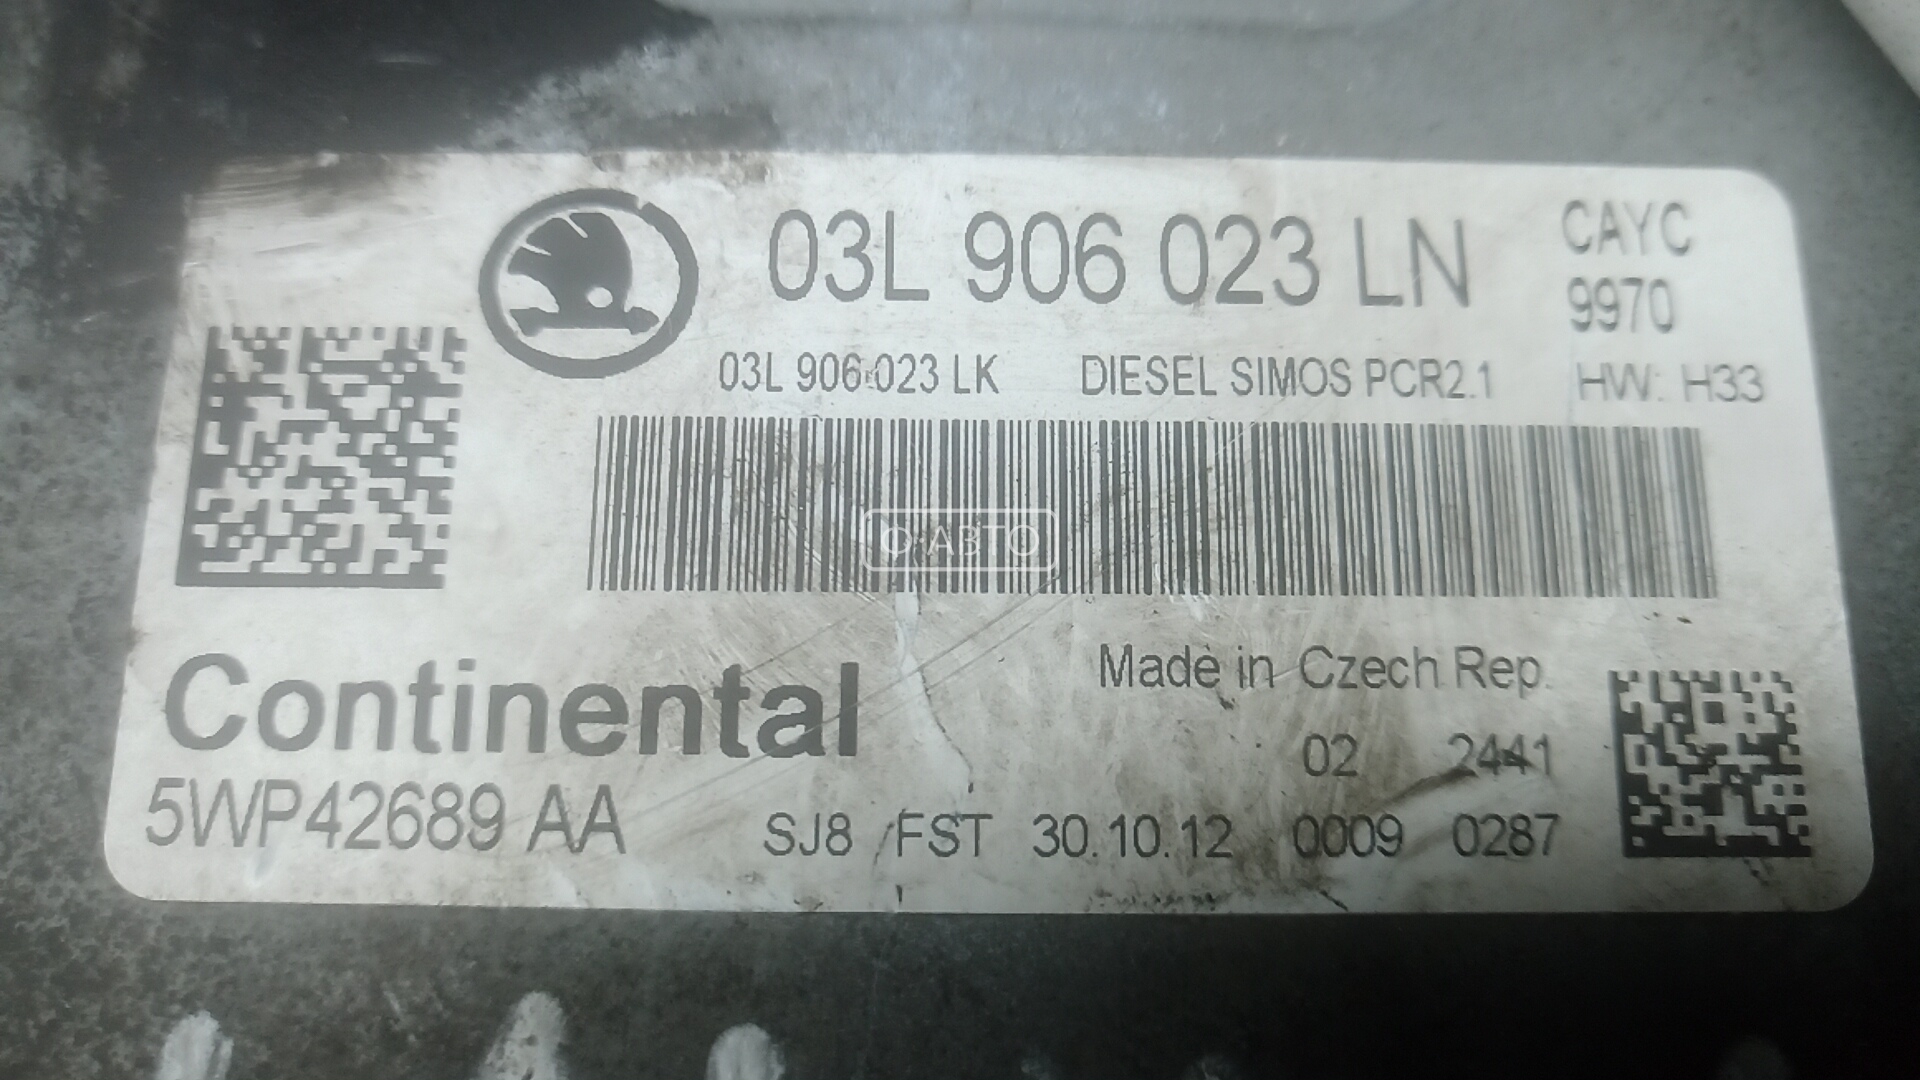 03L 906 023 LN CAYC
9970
03L 906 023 LK DIESEL SIMOS PCR2.1 HW: H33
О·АВТО
Continental
Made in Czech Rep.
02 2441
5WP42689 AA SJ8 FST 30.10.12 0009 0287